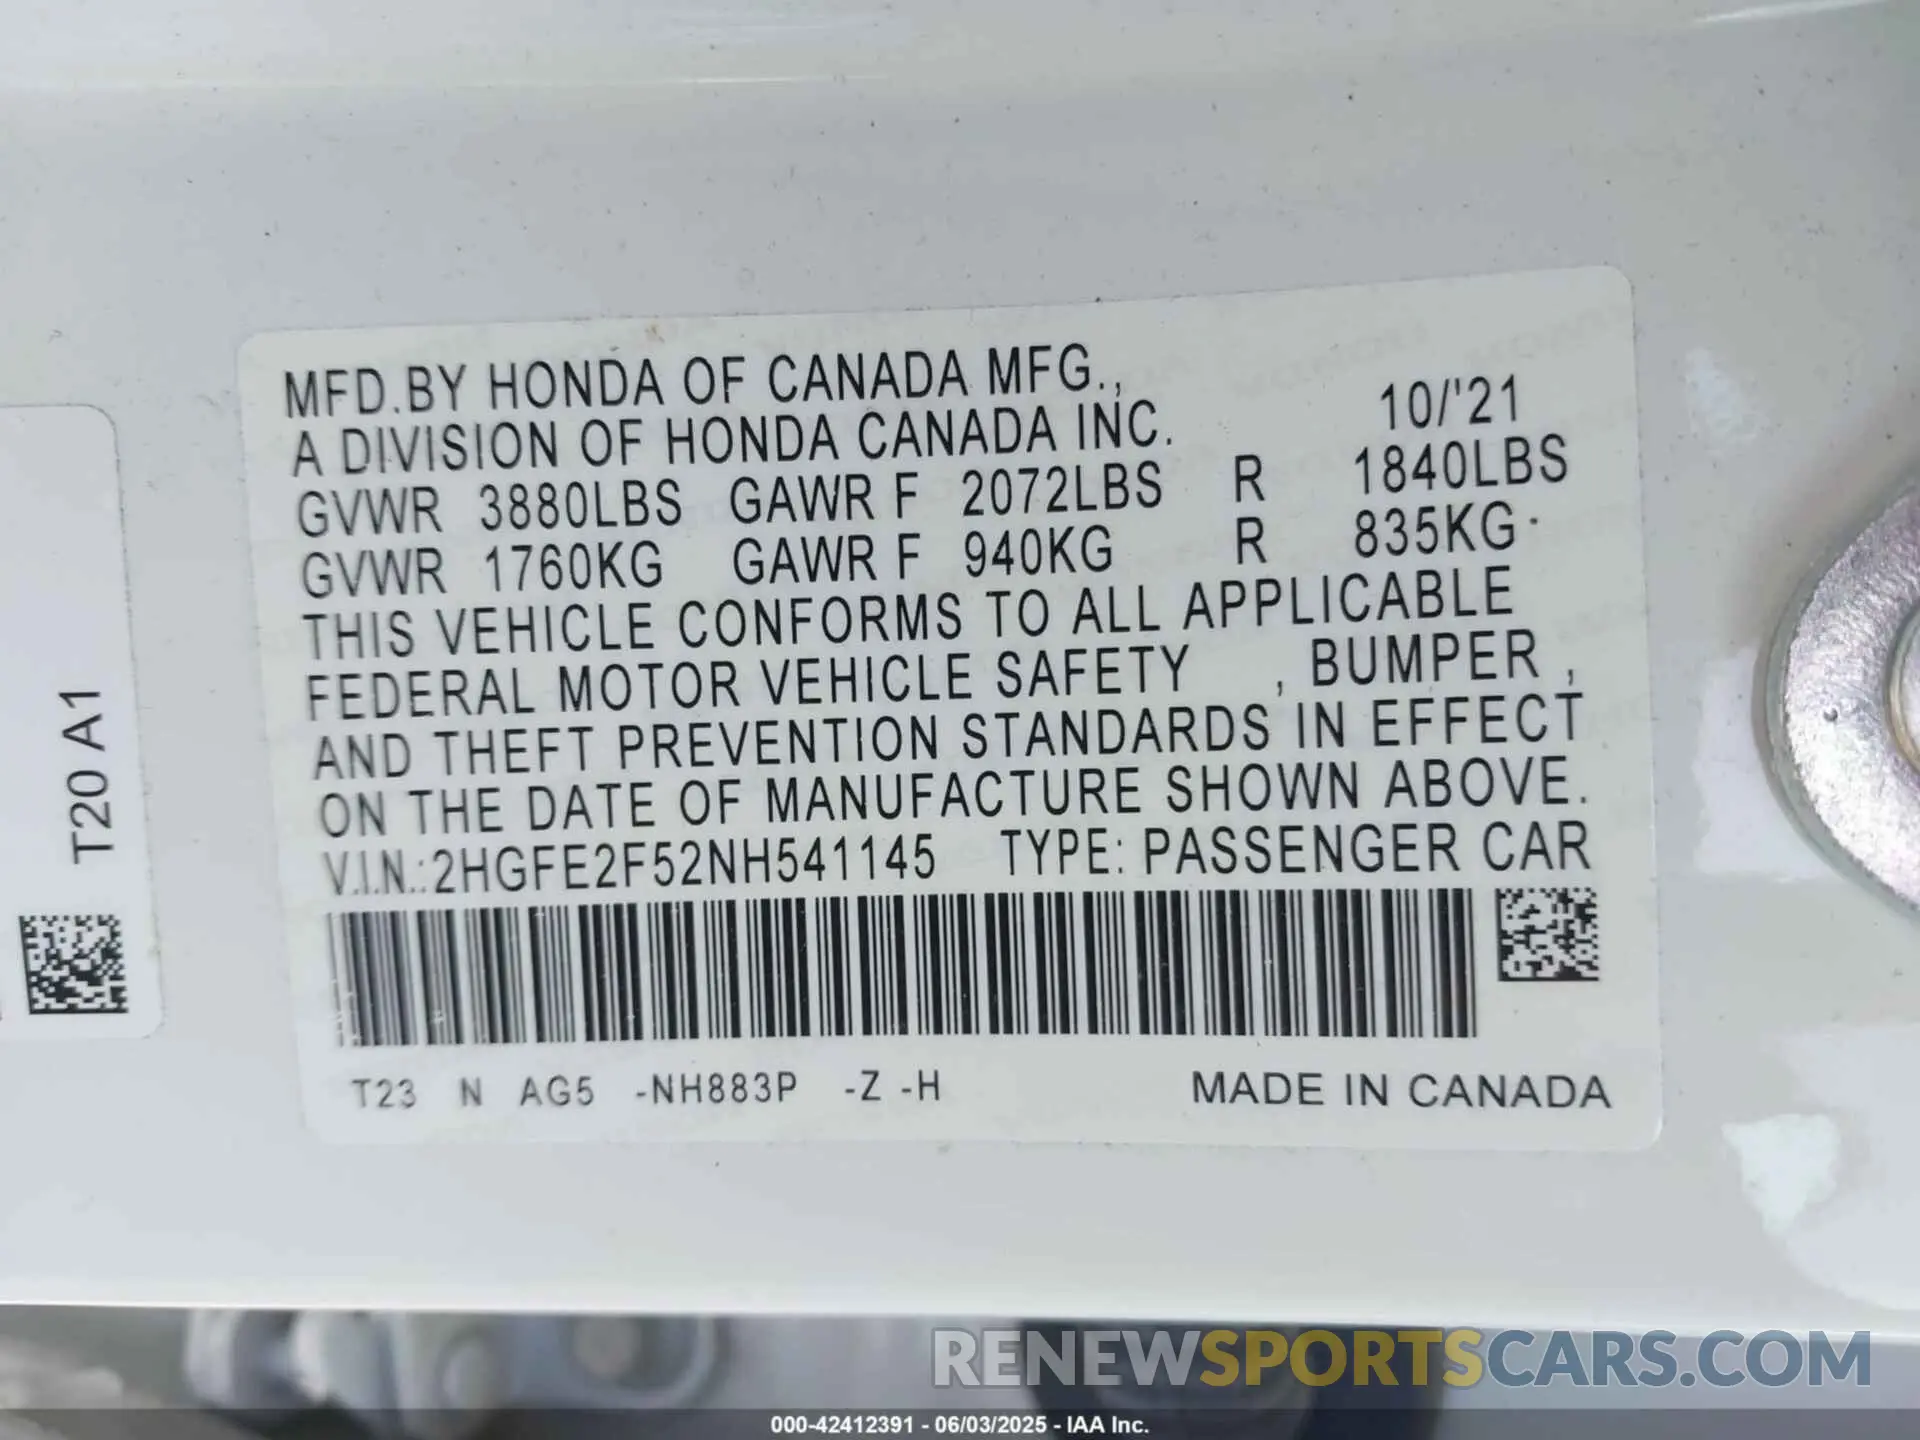 MFD.BY HONDA OF CANADA MFG.,
A DIVISION OF HONDA CANADA INC. 10/'21
GVWR 3880LBS GAWR F 2072LBS R 1840LBS
GVWR 1760KG GAWR F 940KG R 835KG
THIS VEHICLE CONFORMS TO ALL APPLICABLE
FEDERAL MOTOR VEHICLE SAFETY , BUMPER ,
AND THEFT PREVENTION STANDARDS IN EFFECT
ON THE DATE OF MANUFACTURE SHOWN ABOVE.
V.I.N.:2HGFE2F52NH541145 TYPE: PASSENGER CAR
T23 N AG5 -NH883P -Z -H MADE IN CANADA
T20 A1
RENEWSPORTSCARS.COM
000-42412391 - 06/03/2025 - IAA Inc.